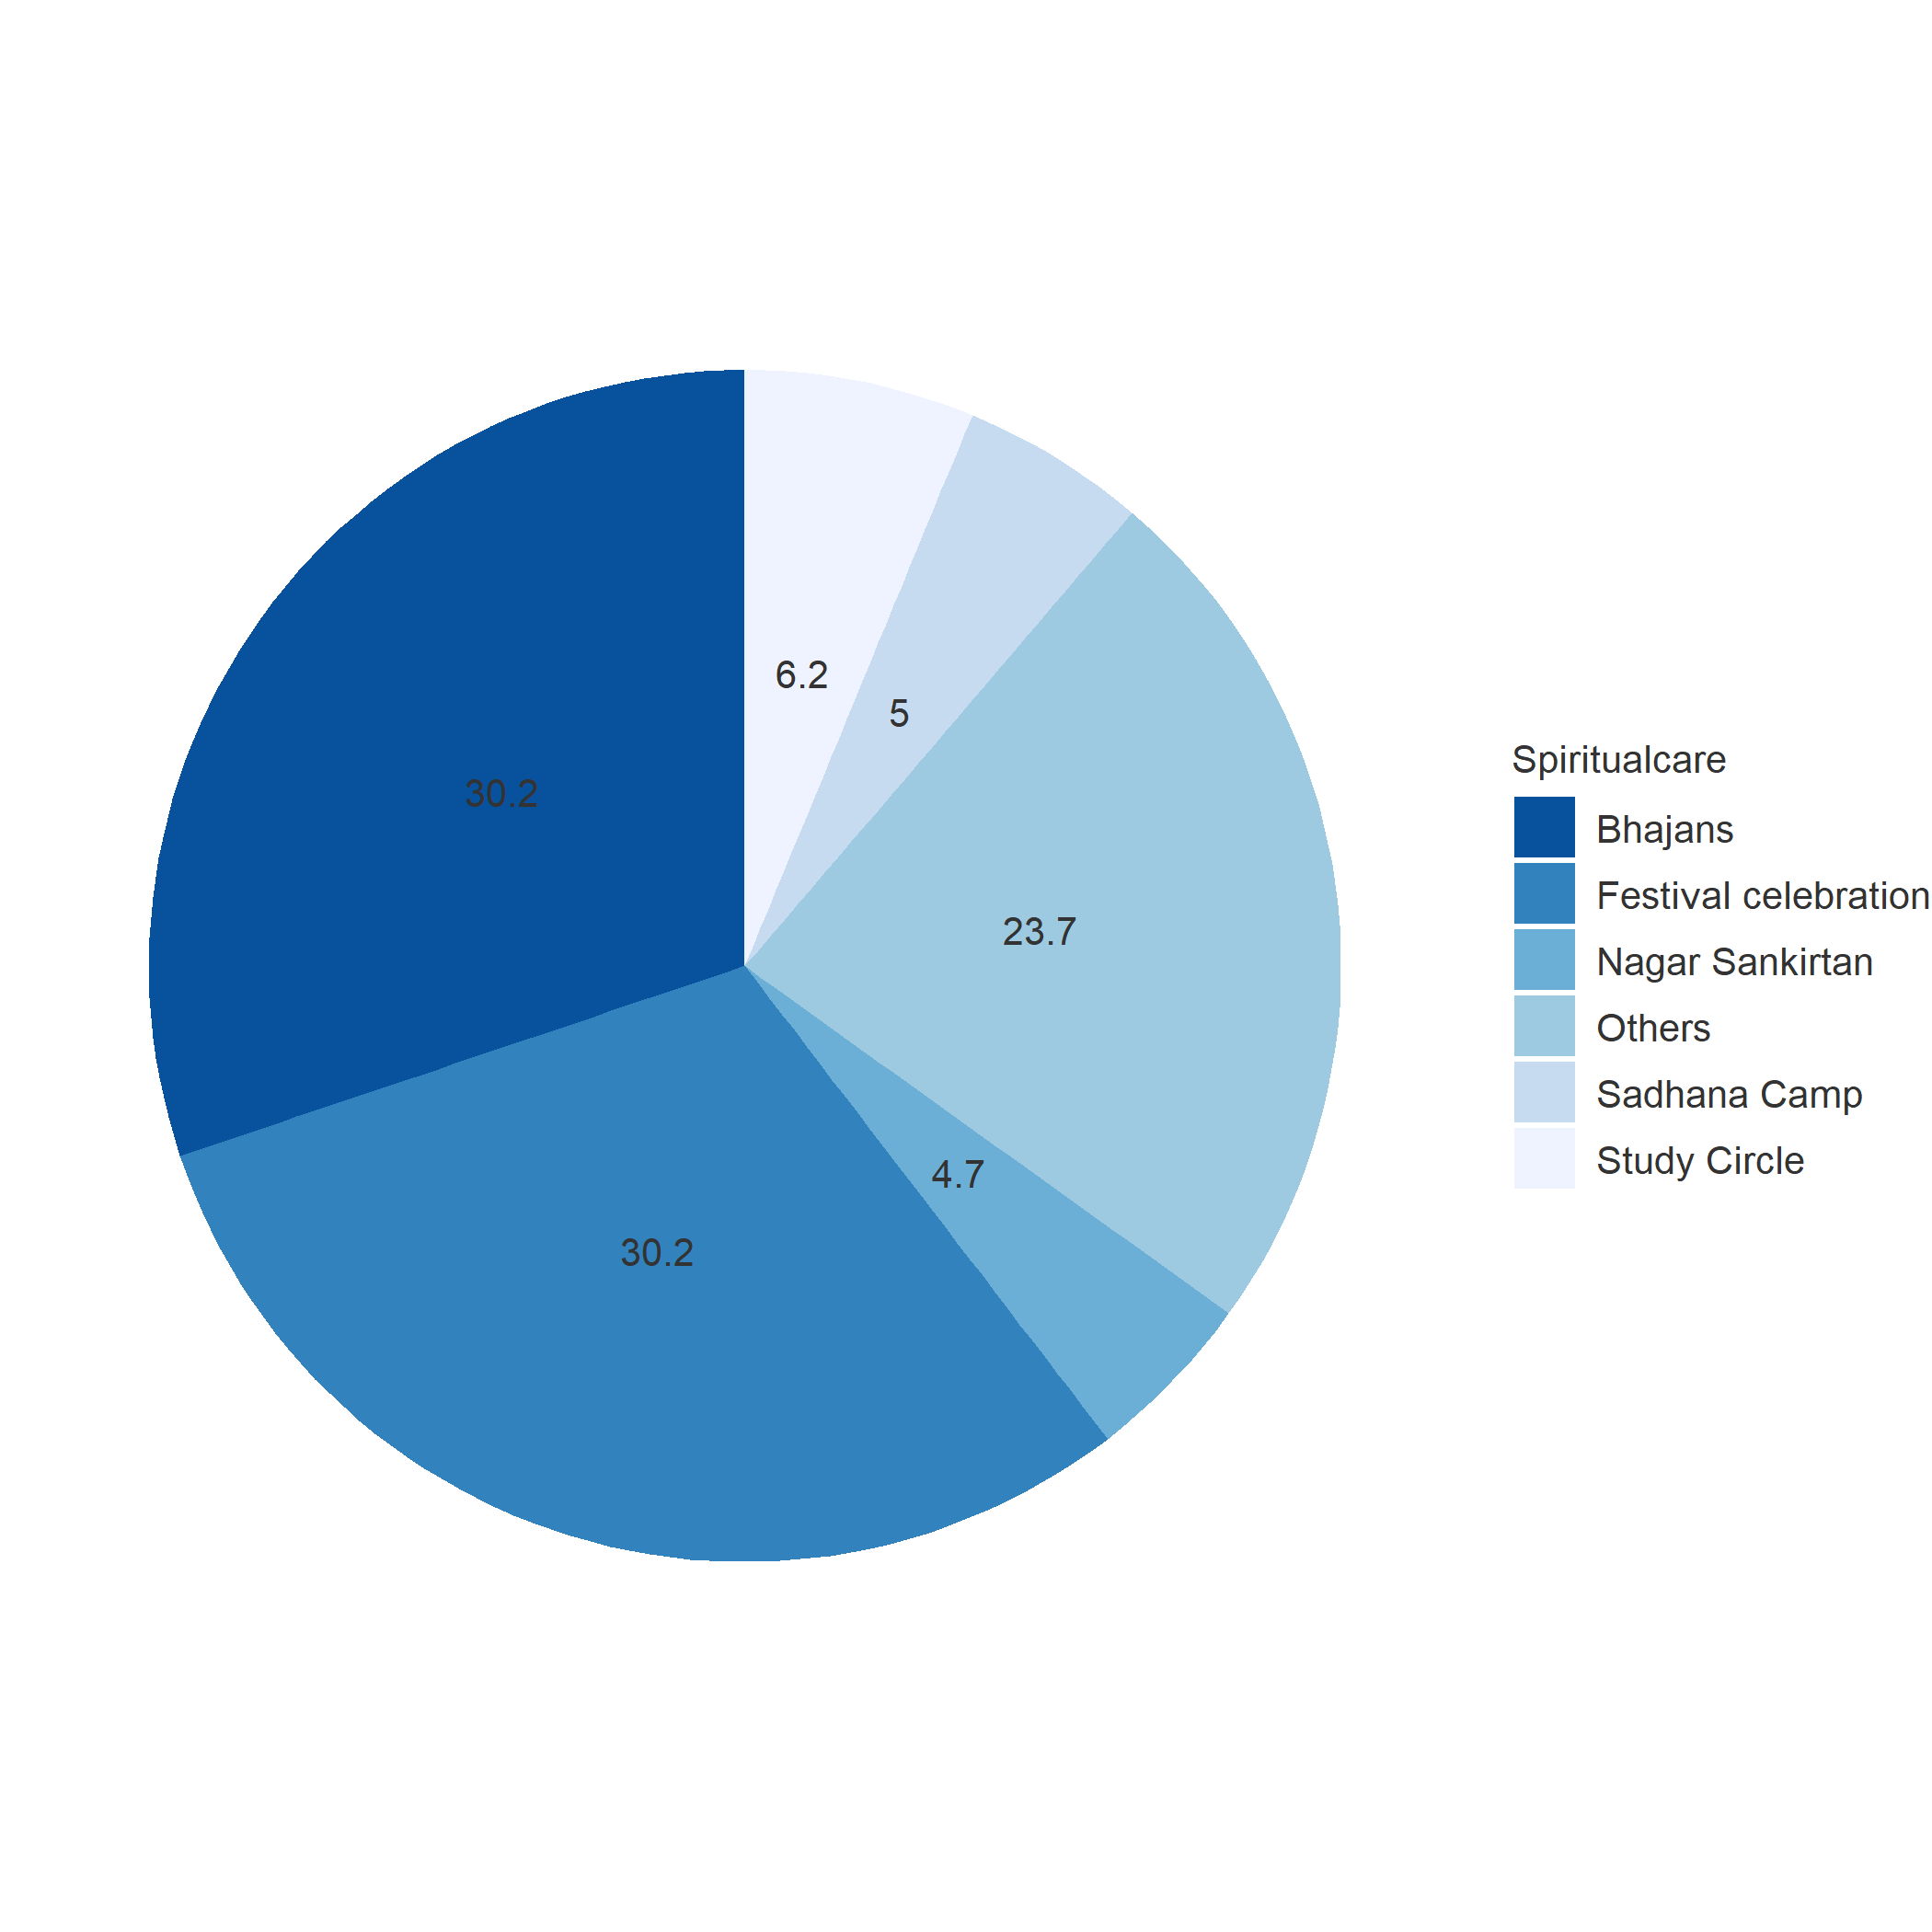 6.2
5
30.2
23.7
4.7
30.2
Spiritualcare
Bhajans
Festival celebration
Nagar Sankirtan
Others
Sadhana Camp
Study Circle